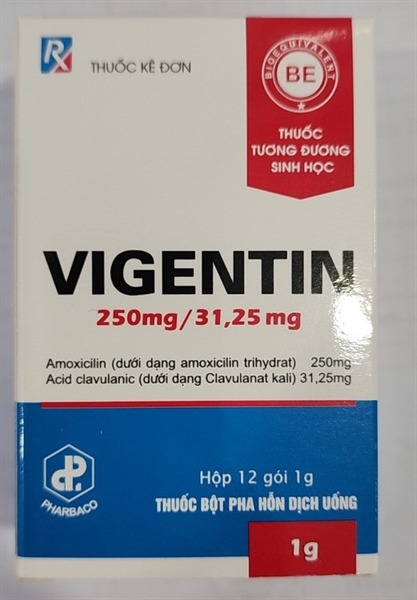 Rx
THUỐC KÊ ĐƠN
BIOEQUIVALENT
BE
THUỐC
TƯƠNG ĐƯƠNG
SINH HỌC
VIGENTIN
250mg/31,25 mg
Amoxicilin (dưới dạng amoxicilin trihydrat) 250mg
Acid clavulanic (dưới dạng Clavulanat kali) 31,25mg
PHARBACO
Hộp 12 gói 1g
THUỐC BỘT PHA HỖN DỊCH UỐNG
1g